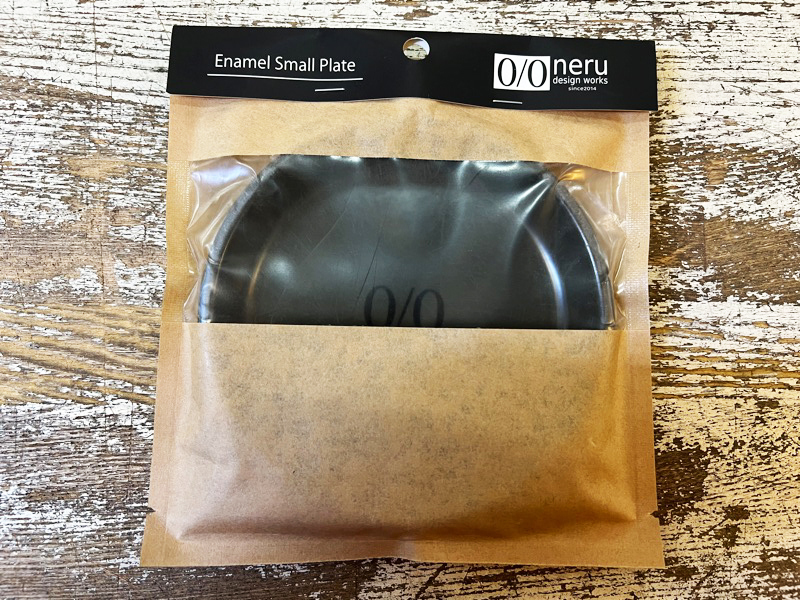 Enamel Small Plate
0/0 neru
design works
since2014
0/0